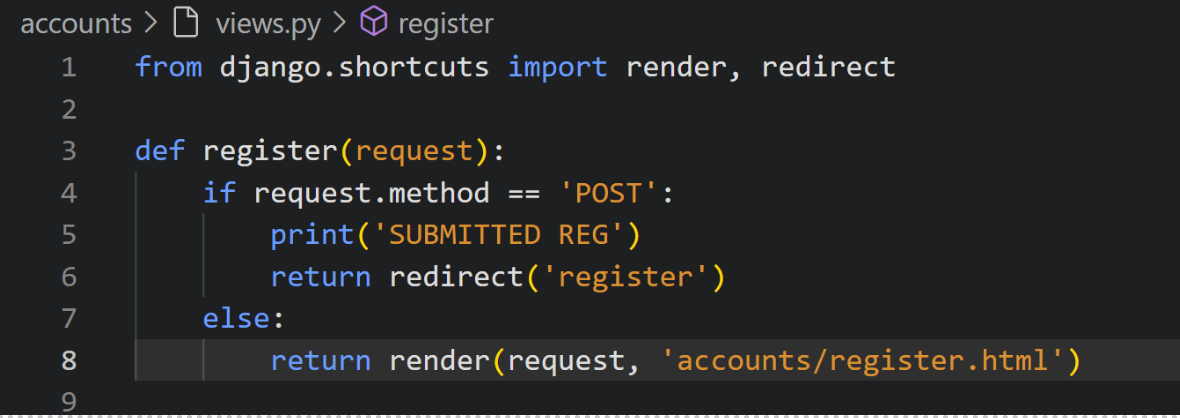 accounts > views.py > register
1 from django.shortcuts import render, redirect
2
3 def register(request):
4     if request.method == 'POST':
5         print('SUBMITTED REG')
6         return redirect('register')
7     else:
8         return render(request, 'accounts/register.html')
9